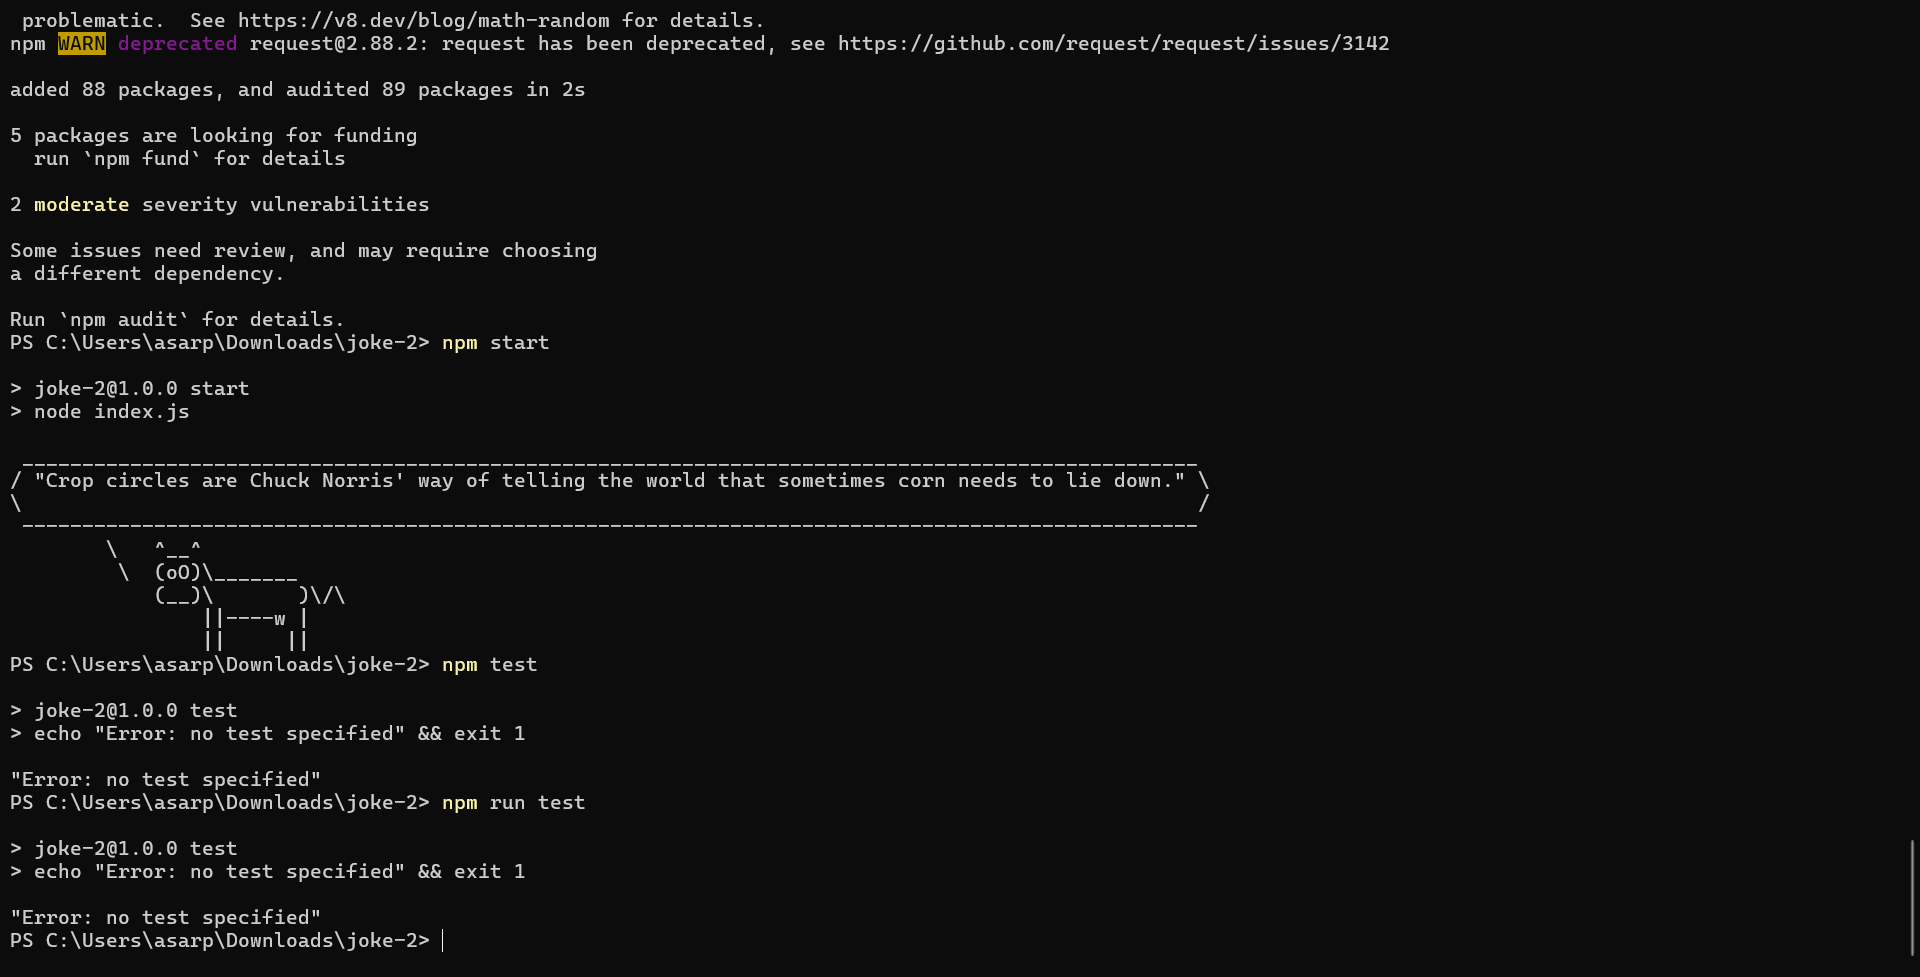 problematic.  See https://v8.dev/blog/math-random for details.
npm WARN deprecated request@2.88.2: request has been deprecated, see https://github.com/request/request/issues/3142

added 88 packages, and audited 89 packages in 2s

5 packages are looking for funding
  run `npm fund` for details

2 moderate severity vulnerabilities

Some issues need review, and may require choosing
a different dependency.

Run `npm audit` for details.
PS C:\Users\asarp\Downloads\joke-2> npm start

> joke-2@1.0.0 start
> node index.js

 __________________________________________________________________________________________________
/ "Crop circles are Chuck Norris' way of telling the world that sometimes corn needs to lie down." \
\                                                                                                  /
 --------------------------------------------------------------------------------------------------
        \   ^__^
         \  (oO)\_______
            (__)\       )\/\
                ||----w |
                ||     ||
PS C:\Users\asarp\Downloads\joke-2> npm test

> joke-2@1.0.0 test
> echo "Error: no test specified" && exit 1

"Error: no test specified"
PS C:\Users\asarp\Downloads\joke-2> npm run test

> joke-2@1.0.0 test
> echo "Error: no test specified" && exit 1

"Error: no test specified"
PS C:\Users\asarp\Downloads\joke-2>